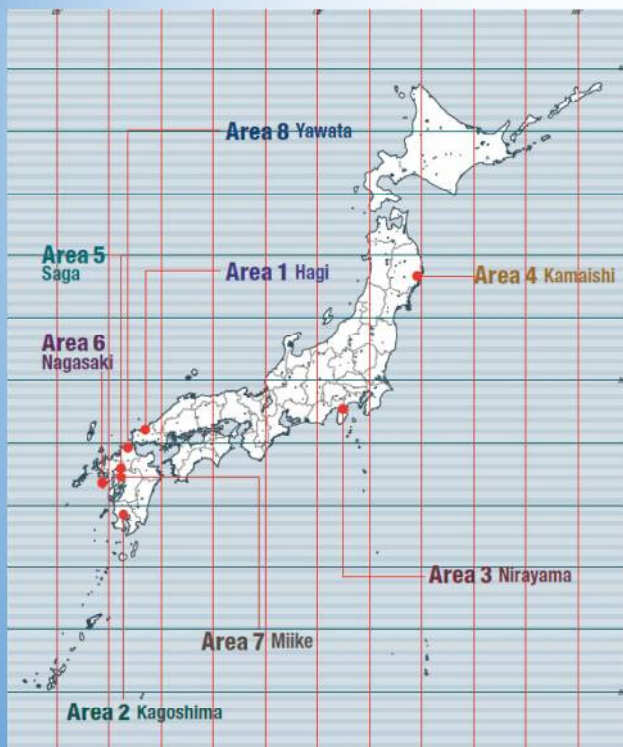 Area 8 Yawata
Area 5
Saga
Area 1 Hagi
Area 4 Kamaishi
Area 6
Nagasaki
Area 3 Nirayama
Area 7 Miike
Area 2 Kagoshima